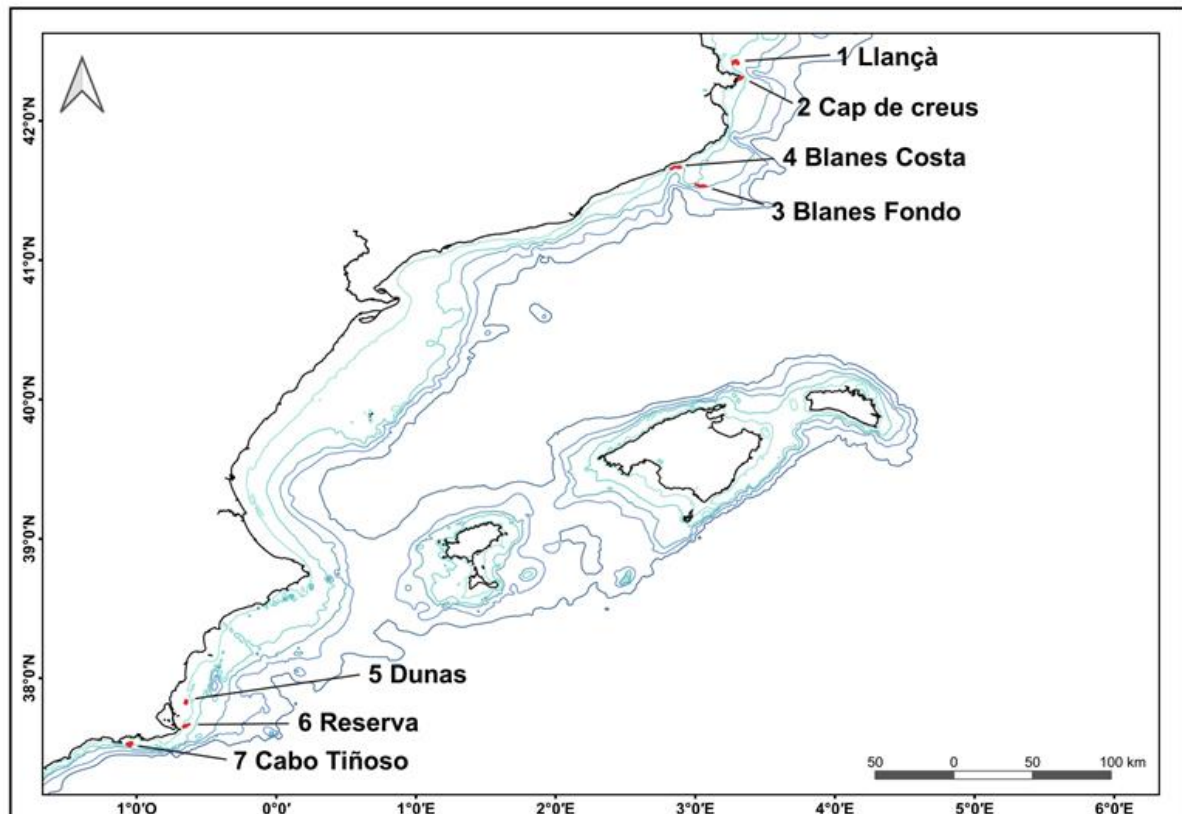 1 Llançà
2 Cap de creus
4 Blanes Costa
3 Blanes Fondo
5 Dunas
6 Reserva
7 Cabo Tiñoso
42°0'N
41°0'N
40°0'N
39°0'N
38°0'N
50 0 50 100 km
1°0'O 0°0' 1°0'E 2°0'E 3°0'E 4°0'E 5°0'E 6°0'E